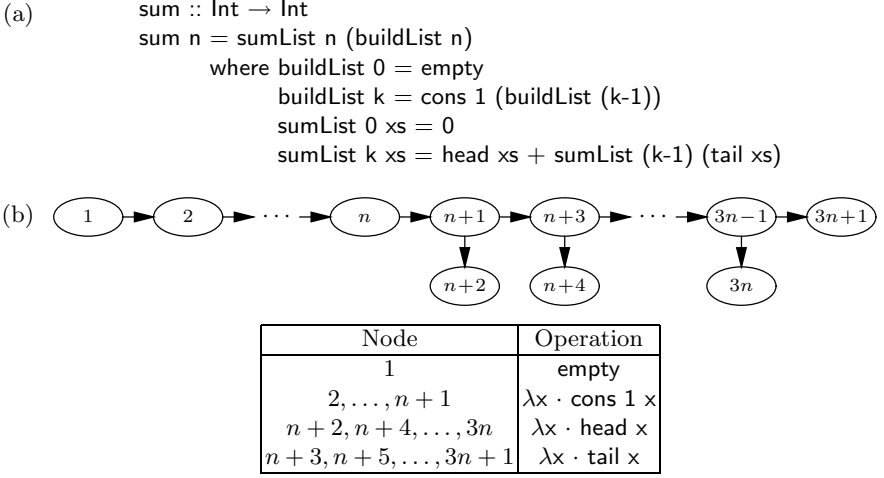 (a) sum :: Int → Int
sum n = sumList n (buildList n)
where buildList 0 = empty
buildList k = cons 1 (buildList (k-1))
sumList 0 xs = 0
sumList k xs = head xs + sumList (k-1) (tail xs)
(b) 1 2 ··· n n+1 n+3 ··· 3n−1 3n+1
n+2 n+4 3n
Node Operation
1 empty
2, . . . , n + 1 λx · cons 1 x
n + 2, n + 4, . . . , 3n λx · head x
n + 3, n + 5, . . . , 3n + 1 λx · tail x